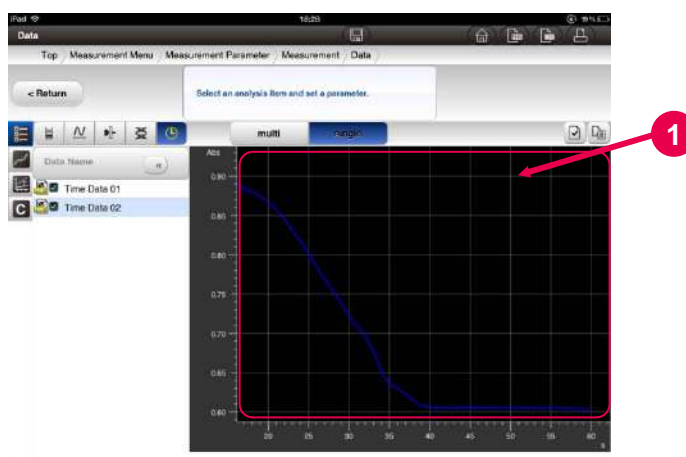 iPad 18:28
Data
Top Measurement Menu Measurement Parameter Measurement Data
< Return
Select an analysis item and set a parameter.
multi single
1
Data Name
Time Data 01
C Time Data 02
Abs
0.90
0.85
0.80
0.75
0.70
0.65
0.60
20 25 30 35 40 45 50 55 60
s